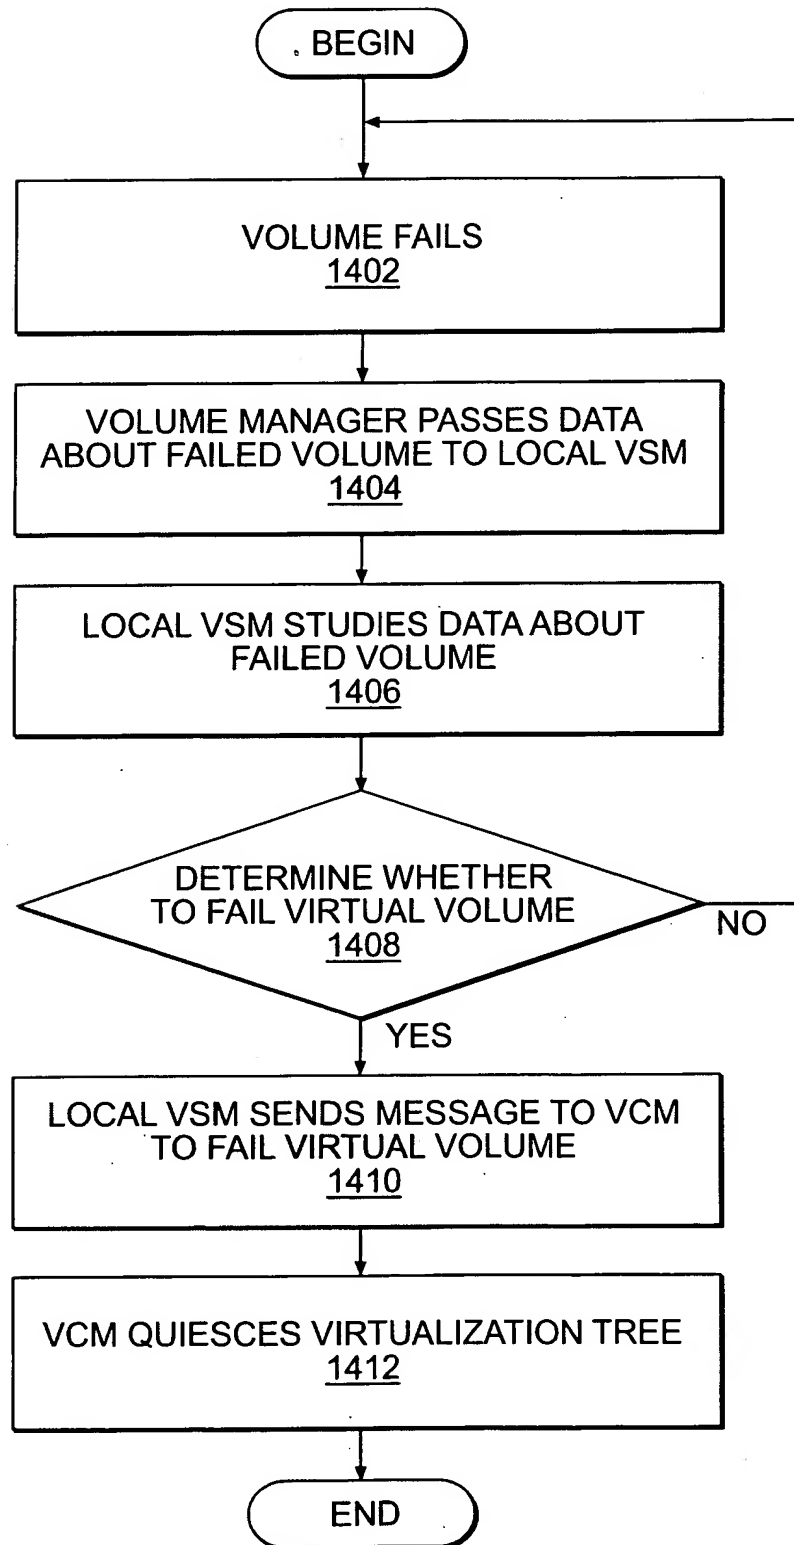 BEGIN
VOLUME FAILS
1402
VOLUME MANAGER PASSES DATA
ABOUT FAILED VOLUME TO LOCAL VSM
1404
LOCAL VSM STUDIES DATA ABOUT
FAILED VOLUME
1406
DETERMINE WHETHER
TO FAIL VIRTUAL VOLUME
1408
NO
YES
LOCAL VSM SENDS MESSAGE TO VCM
TO FAIL VIRTUAL VOLUME
1410
VCM QUIESCES VIRTUALIZATION TREE
1412
END